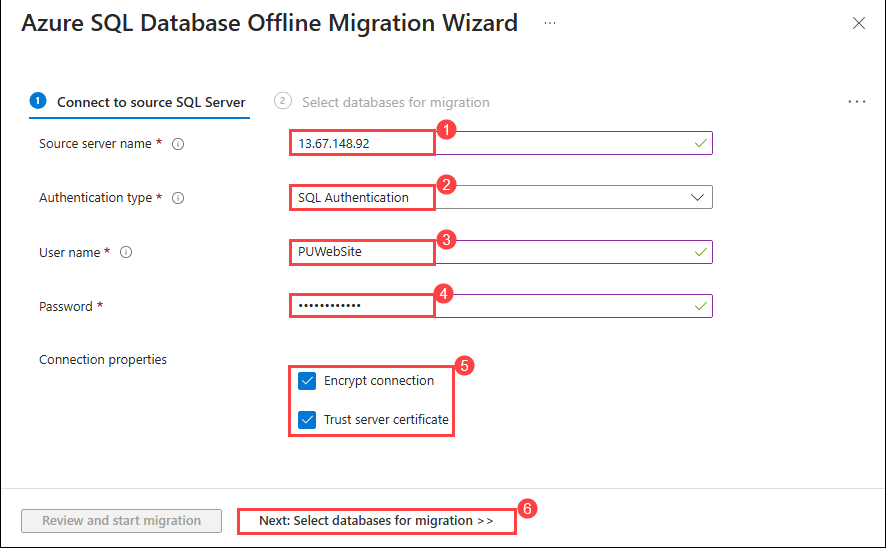 Azure SQL Database Offline Migration Wizard ...
1 Connect to source SQL Server 2 Select databases for migration ...
1
Source server name * 13.67.148.92
2
Authentication type * SQL Authentication
3
User name * PUWebSite
4
Password * ••••••••••••
Connection properties
5
Encrypt connection
Trust server certificate
6
Review and start migration Next: Select databases for migration >>